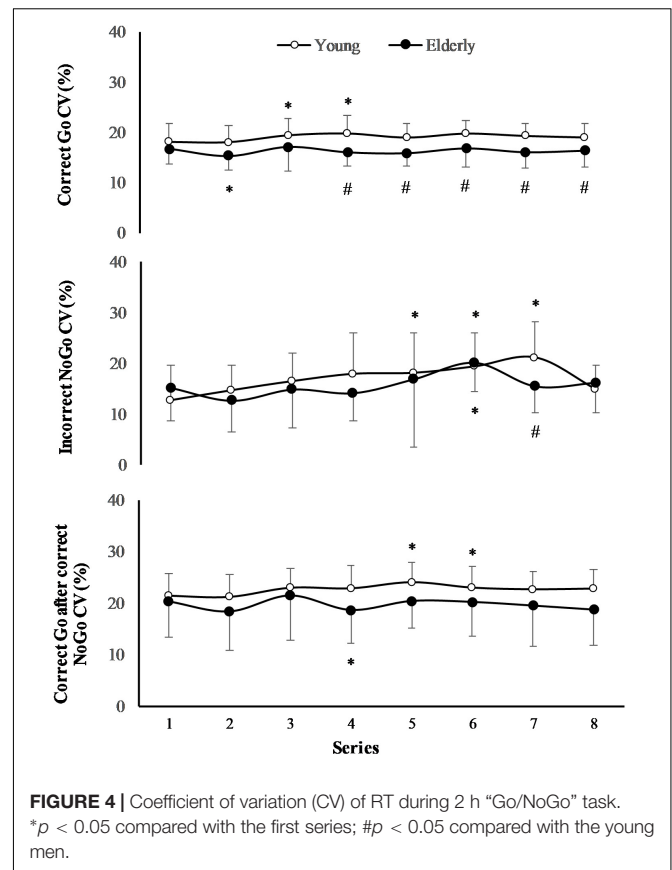 Young Elderly
Correct Go CV (%)
40
30
20
10
0
* *
* # # # # #
Incorrect NoGo CV (%)
40
30
20
10
0
* * *
* #
Correct Go after correct
NoGo CV (%)
40
30
20
10
0
* *
*
1 2 3 4 5 6 7 8
Series
FIGURE 4 | Coefficient of variation (CV) of RT during 2 h “Go/NoGo” task.
*p < 0.05 compared with the first series; #p < 0.05 compared with the young
men.